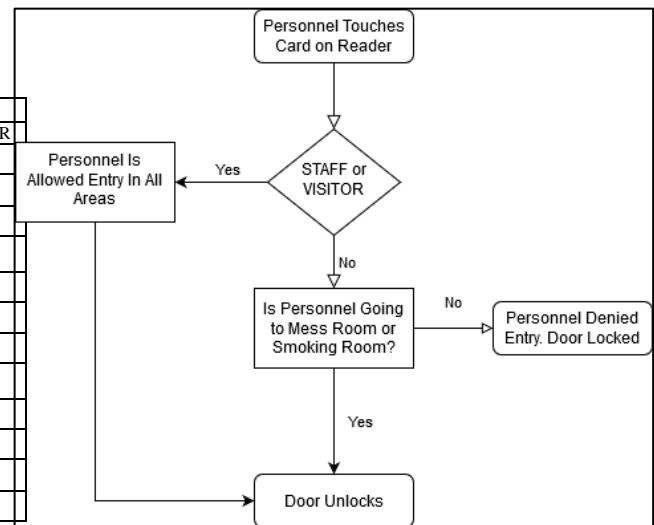 Personnel Touches
Card on Reader
R
Personnel Is
Allowed Entry In All
Areas
Yes
STAFF or
VISITOR
No
Is Personnel Going
to Mess Room or
Smoking Room?
No
Personnel Denied
Entry. Door Locked
Yes
Door Unlocks